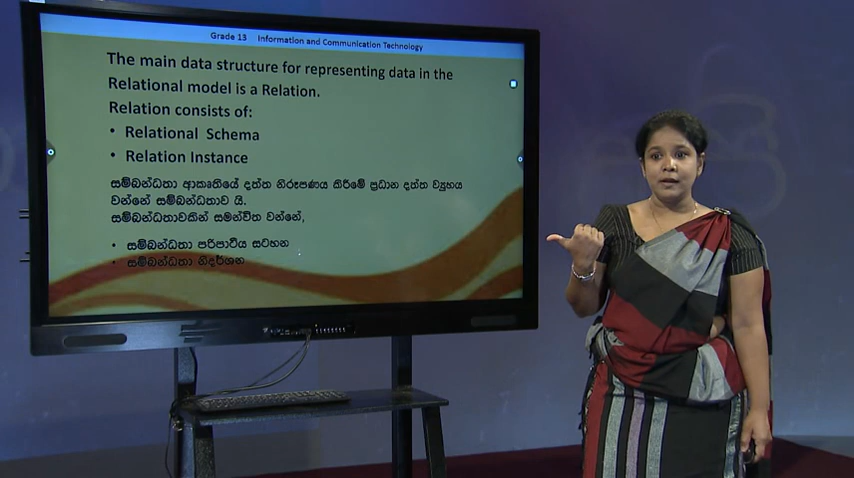 Grade 13 Information and Communication Technology
The main data structure for representing data in the
Relational model is a Relation.
Relation consists of:
• Relational Schema
• Relation Instance
සම්බන්ධතා ආකෘතියේ දත්ත නිරූපණය කිරීමේ ප්‍රධාන දත්ත ව්‍යුහය
වන්නේ සම්බන්ධතාව යි.
සම්බන්ධතාවකින් සමන්විත වන්නේ,
• සම්බන්ධතා පරිපාටිය සටහන
• සම්බන්ධතා නිදර්ශන